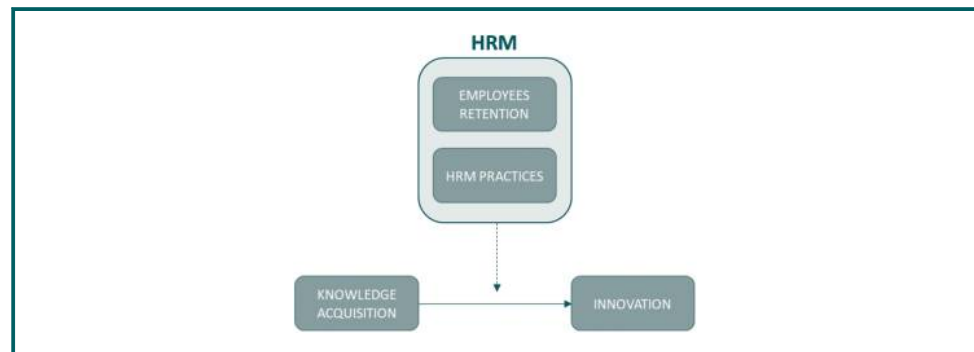 HRM
EMPLOYEES
RETENTION
HRM PRACTICES
KNOWLEDGE
ACQUISITION
INNOVATION